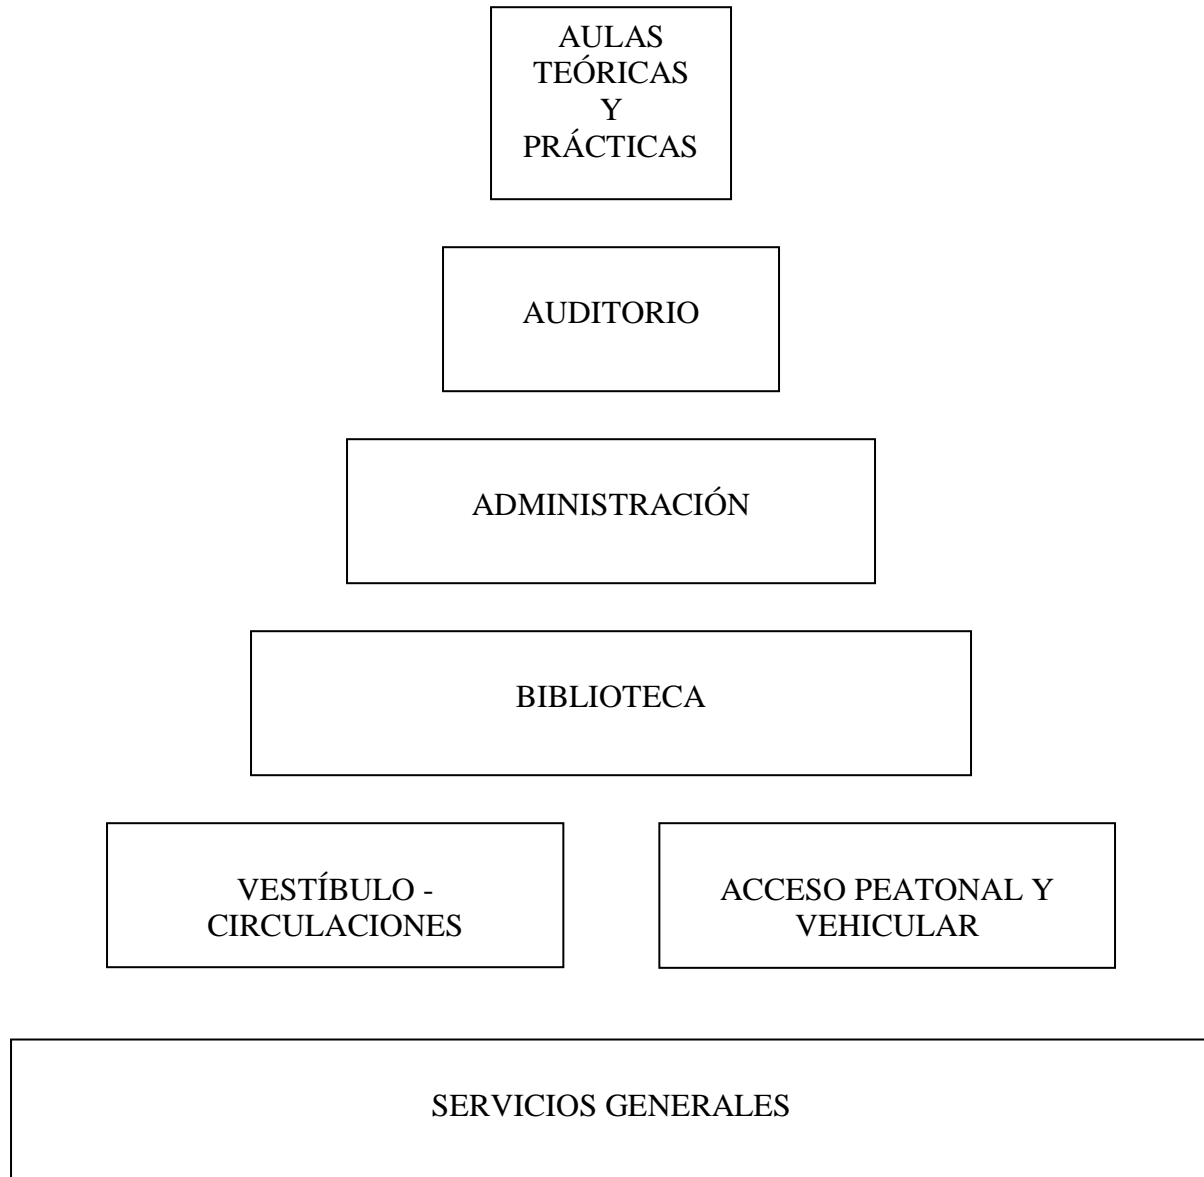 AULAS
TEÓRICAS
Y
PRÁCTICAS
AUDITORIO
ADMINISTRACIÓN
BIBLIOTECA
VESTÍBULO -
CIRCULACIONES
ACCESO PEATONAL Y
VEHICULAR
SERVICIOS GENERALES